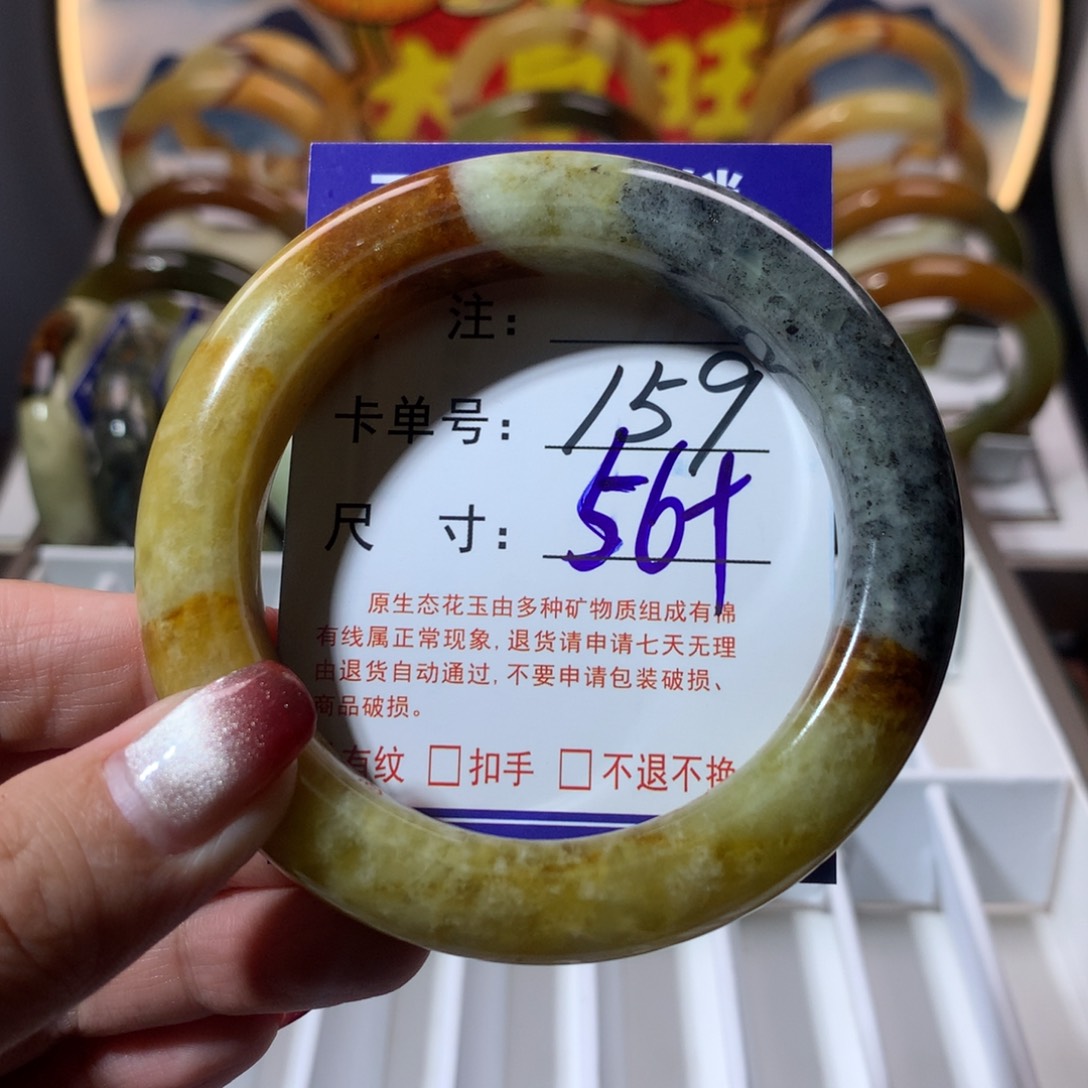 大 旺
注：
卡单号：159
尺 寸：56+
原生态花玉由多种矿物质组成有棉
有线属正常现象，退货请申请七天无理
由退货自动通过，不要申请包装破损、
商品破损。
有纹 □扣手 □不退不换